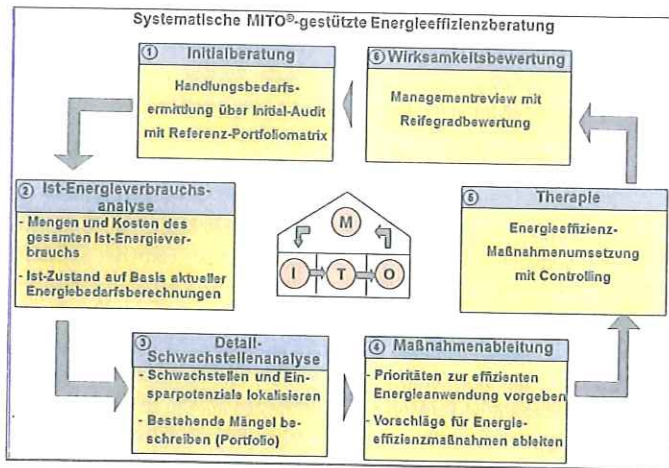 Systematische MITO®-gestützte Energieeffizienzberatung
① Initialberatung
Handlungsbedarfs-
ermittlung über Initial-Audit
mit Referenz-Portfoliomatrix
② Ist-Energieverbrauchs-
analyse
- Mengen und Kosten des
gesamten Ist-Energiever-
brauchs
- Ist-Zustand auf Basis aktueller
Energiebedarfsberechnungen
③ Detail-
Schwachstellenanalyse
- Schwachstellen und Ein-
sparpotenziale lokalisieren
- Bestehende Mängel be-
schreiben (Portfolio)
④ Maßnahmenableitung
- Prioritäten zur effizienten
Energieanwendung vorgeben
- Vorschläge für Energie-
effizienzmaßnahmen ableiten
⑤ Therapie
Energieeffizienz-
Maßnahmenumsetzung
mit Controlling
⑥ Wirksamkeitsbewertung
Managementreview mit
Reifegradbewertung
M
I T O